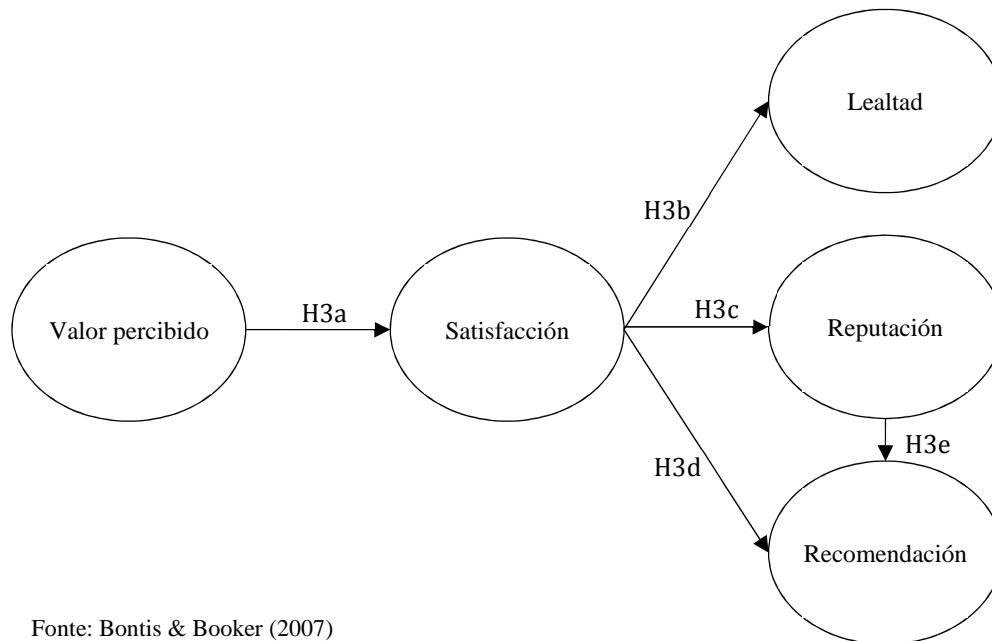 Lealtad
H3b
Valor percibido
H3a
Satisfacción
H3c
Reputación
H3e
H3d
Recomendación
Fonte: Bontis & Booker (2007)